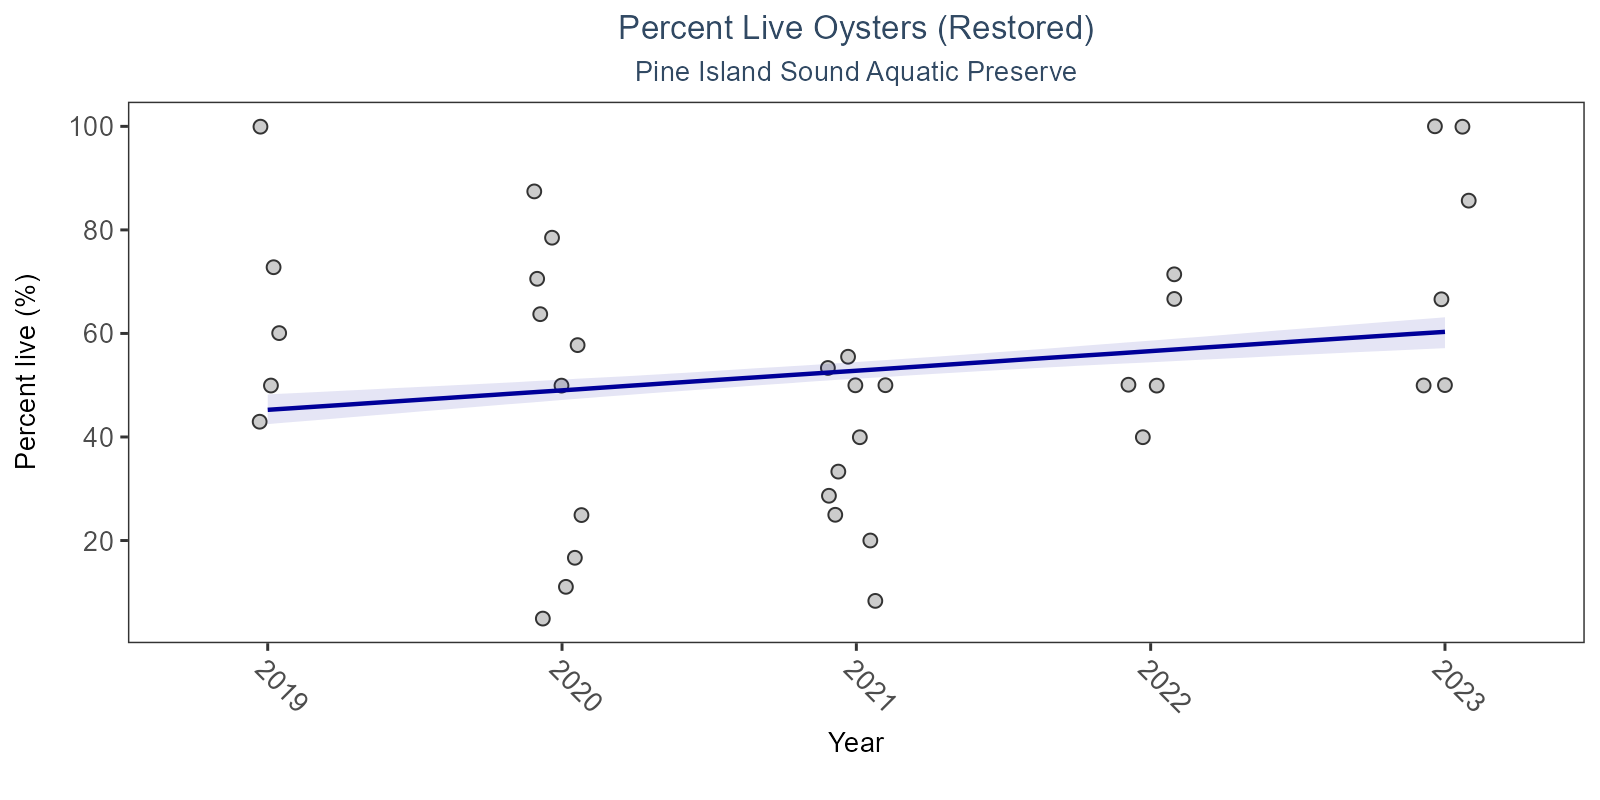 Percent Live Oysters (Restored)
Pine Island Sound Aquatic Preserve
Percent live (%)
100
80
60
40
20
2019
2020
2021
2022
2023
Year